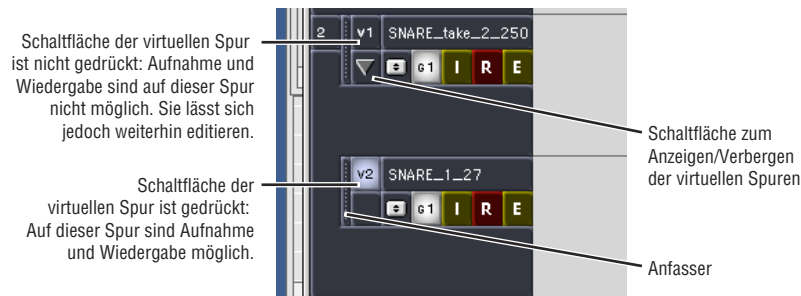 Schaltfläche der virtuellen Spur
ist nicht gedrückt: Aufnahme und
Wiedergabe sind auf dieser Spur
nicht möglich. Sie lässt sich
jedoch weiterhin editieren.
Schaltfläche der
virtuellen Spur ist gedrückt:
Auf dieser Spur sind Aufnahme
und Wiedergabe möglich.
2 v1 SNARE_take_2_250
G1 I R E
v2 SNARE_1_27
G1 I R E
Schaltfläche zum
Anzeigen/Verbergen
der virtuellen Spuren
Anfasser